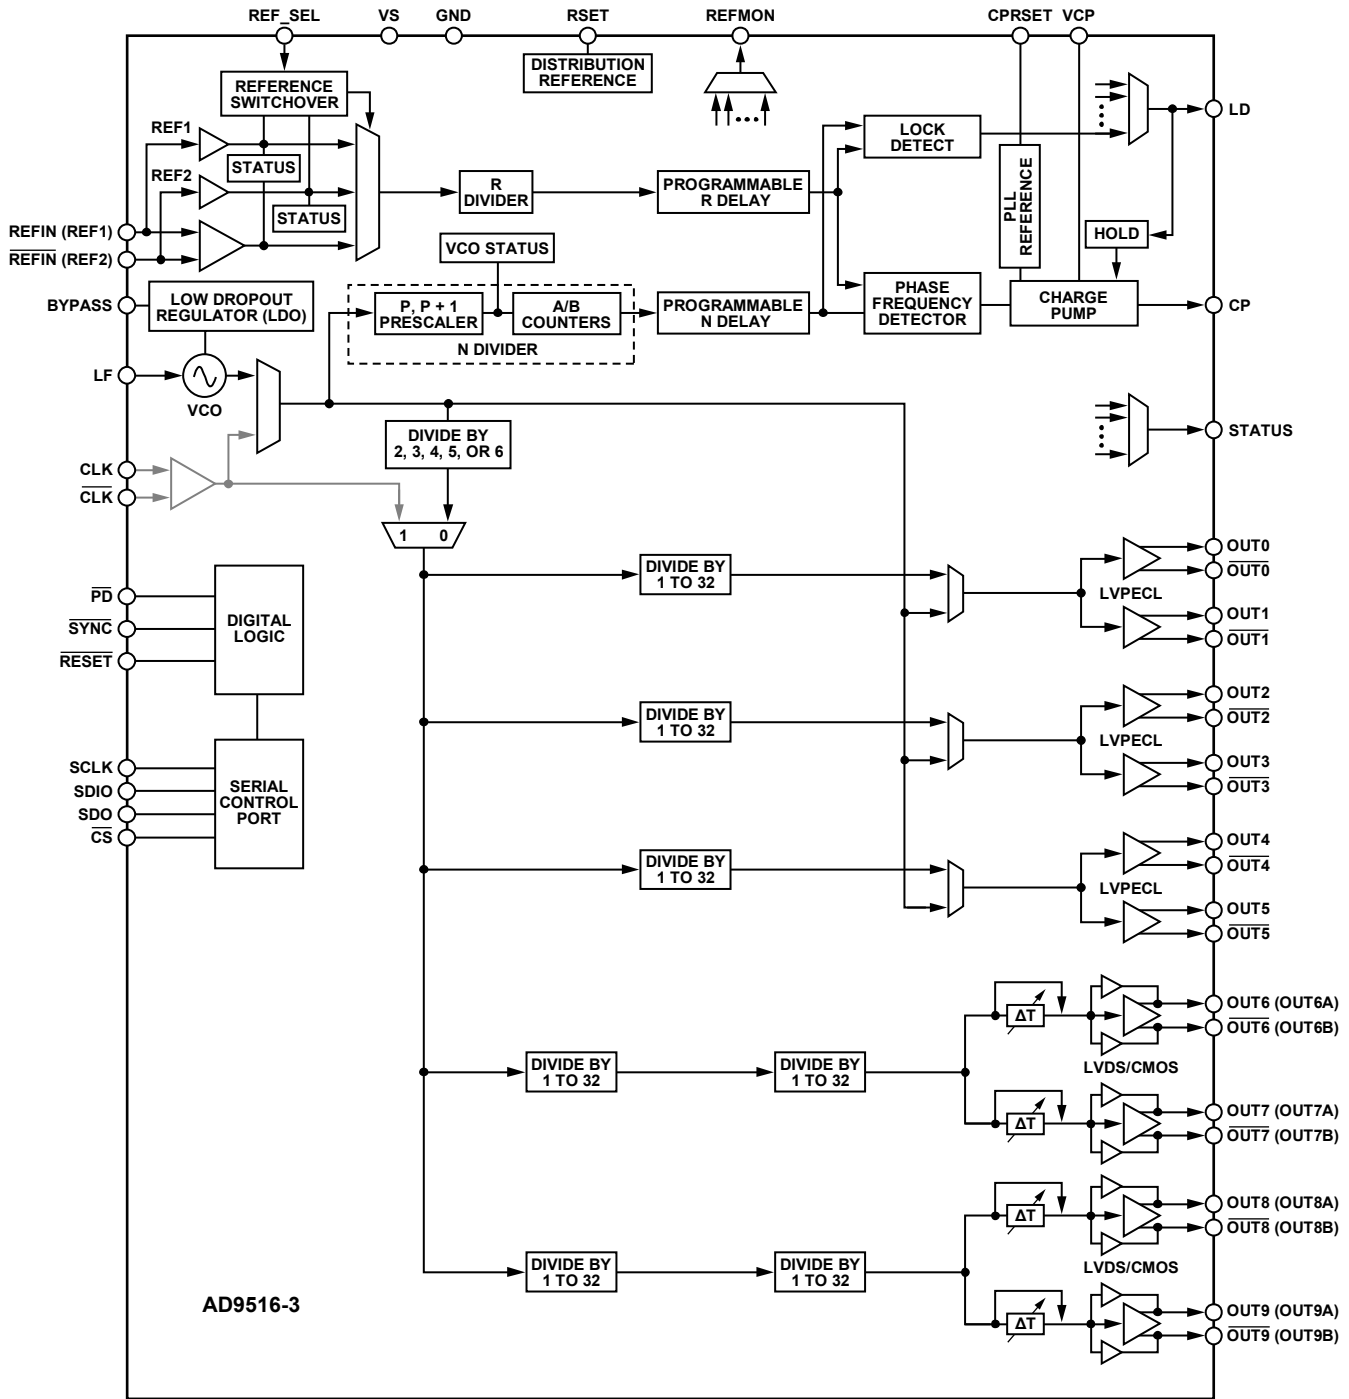 REF_SEL VS GND RSET REFMON CPRSET VCP
DISTRIBUTION
REFERENCE
REFERENCE
SWITCHOVER
REF1
STATUS
REF2
STATUS
REFIN (REF1)
REFIN (REF2)
R
DIVIDER
PROGRAMMABLE
R DELAY
LOCK
DETECT
LD
PLL
REFERENCE
HOLD
VCO STATUS
BYPASS
LOW DROPOUT
REGULATOR (LDO)
P, P + 1
PRESCALER
A/B
COUNTERS
N DIVIDER
PROGRAMMABLE
N DELAY
PHASE
FREQUENCY
DETECTOR
CHARGE
PUMP
CP
LF
VCO
STATUS
DIVIDE BY
2, 3, 4, 5, OR 6
CLK
CLK
1 0
PD
SYNC
RESET
DIGITAL
LOGIC
SCLK
SDIO
SDO
CS
SERIAL
CONTROL
PORT
DIVIDE BY
1 TO 32
LVPECL
OUT0
OUT0
OUT1
OUT1
DIVIDE BY
1 TO 32
LVPECL
OUT2
OUT2
OUT3
OUT3
DIVIDE BY
1 TO 32
LVPECL
OUT4
OUT4
OUT5
OUT5
DIVIDE BY
1 TO 32
DIVIDE BY
1 TO 32
ΔT
ΔT
LVDS/CMOS
OUT6 (OUT6A)
OUT6 (OUT6B)
OUT7 (OUT7A)
OUT7 (OUT7B)
DIVIDE BY
1 TO 32
DIVIDE BY
1 TO 32
ΔT
ΔT
LVDS/CMOS
OUT8 (OUT8A)
OUT8 (OUT8B)
OUT9 (OUT9A)
OUT9 (OUT9B)
AD9516-3